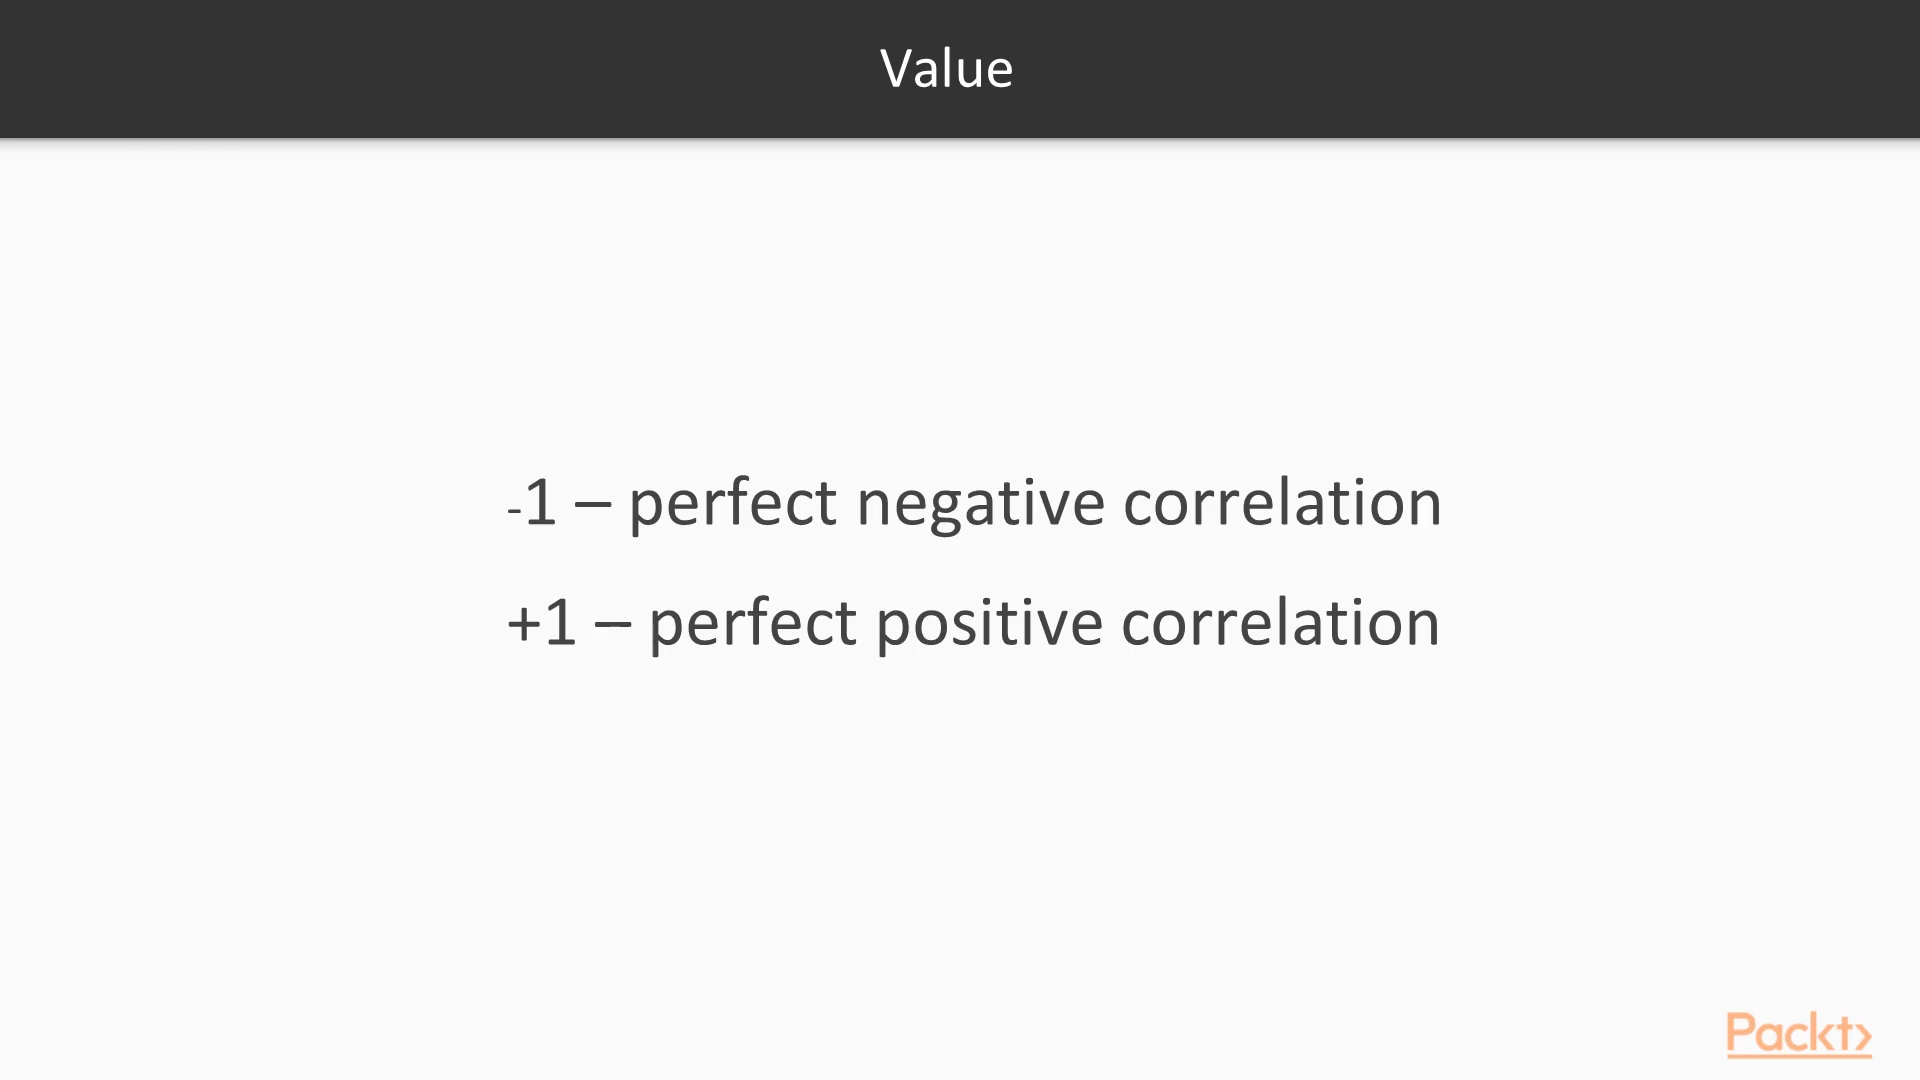 Value
-1 – perfect negative correlation
+1 – perfect positive correlation
Packt>